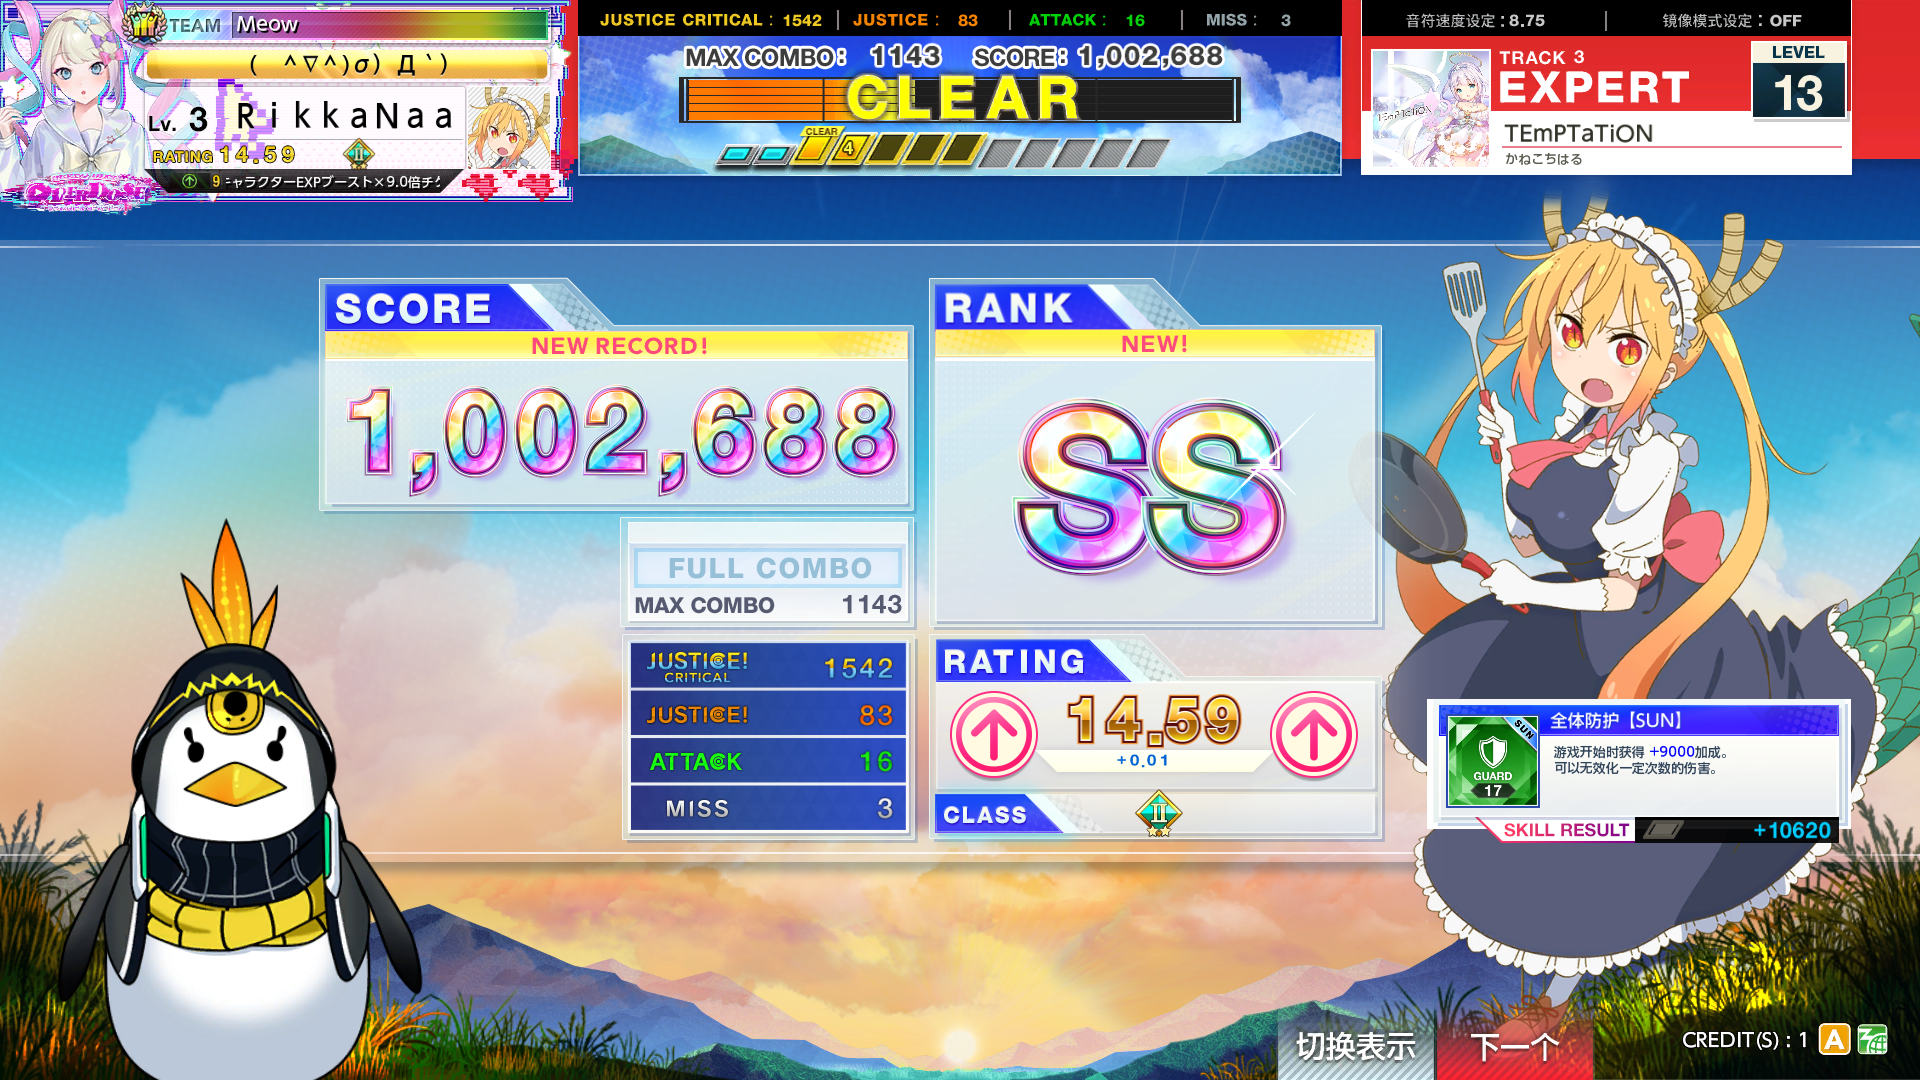 TEAM Meow
( ^∇^)σ) Д`)
Lv. 3 RikkaNaa
RATING 14.59
9 ャラクターEXPブースト×9.0倍チケ
OVERDOSE
JUSTICE CRITICAL : 1542 | JUSTICE : 83 | ATTACK : 16 | MISS : 3
MAX COMBO: 1143 SCORE: 1,002,688
CLEAR
CLEAR
4
音符速度设定 : 8.75 | 镜像模式设定 : OFF
TRACK 3
EXPERT
LEVEL
13
TEmPTaTiON
TEmPTaTiON
かねこちはる
SCORE
NEW RECORD!
1,002,688
FULL COMBO
MAX COMBO 1143
JUSTICE! CRITICAL 1542
JUSTICE! 83
ATTACK 16
MISS 3
RANK
NEW!
SS
RATING
14.59
+0.01
CLASS II
全体防护【SUN】
SUN
GUARD
17
游戏开始时获得 +9000加成。
可以无效化一定次数的伤害。
SKILL RESULT +10620
切换表示
下一个
CREDIT(S) : 1 A